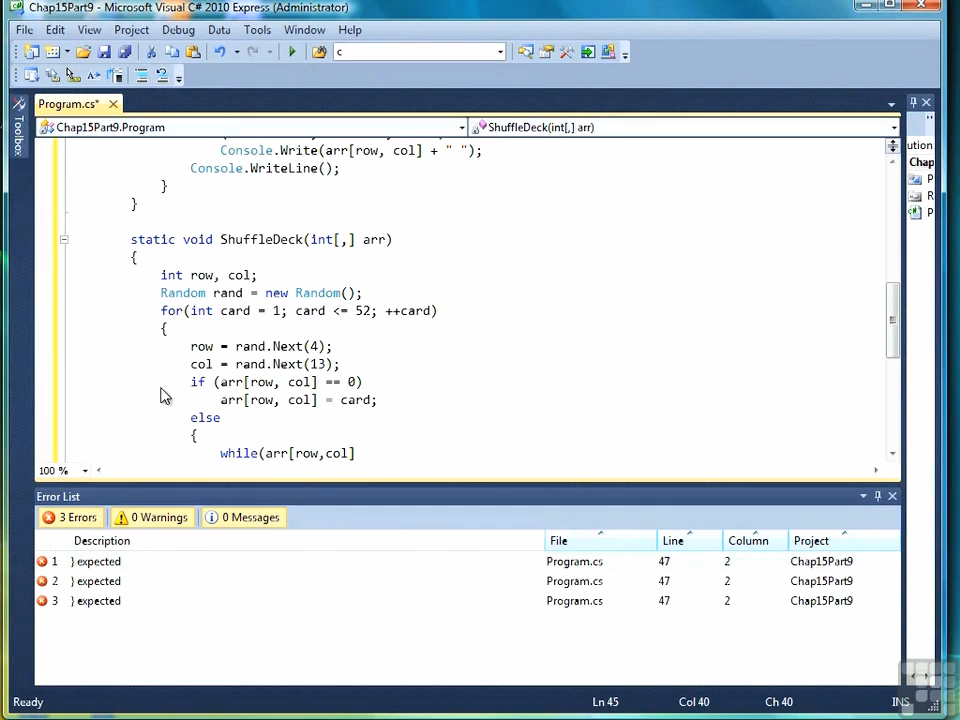 Chap15Part9 - Microsoft Visual C# 2010 Express (Administrator)
File Edit View Project Debug Data Tools Window Help
c
Program.cs*
Toolbox
Chap15Part9.Program ShuffleDeck(int[,] arr)
ution
Chap
P
R
P
Console.Write(arr[row, col] + " ");
Console.WriteLine();
}
}
static void ShuffleDeck(int[,] arr)
{
int row, col;
Random rand = new Random();
for(int card = 1; card <= 52; ++card)
{
row = rand.Next(4);
col = rand.Next(13);
if (arr[row, col] == 0)
arr[row, col] = card;
else
{
while(arr[row,col]
100 %
Error List
3 Errors 0 Warnings 0 Messages
Description File Line Column Project
1 } expected Program.cs 47 2 Chap15Part9
2 } expected Program.cs 47 2 Chap15Part9
3 } expected Program.cs 47 2 Chap15Part9
Ready Ln 45 Col 40 Ch 40 INS